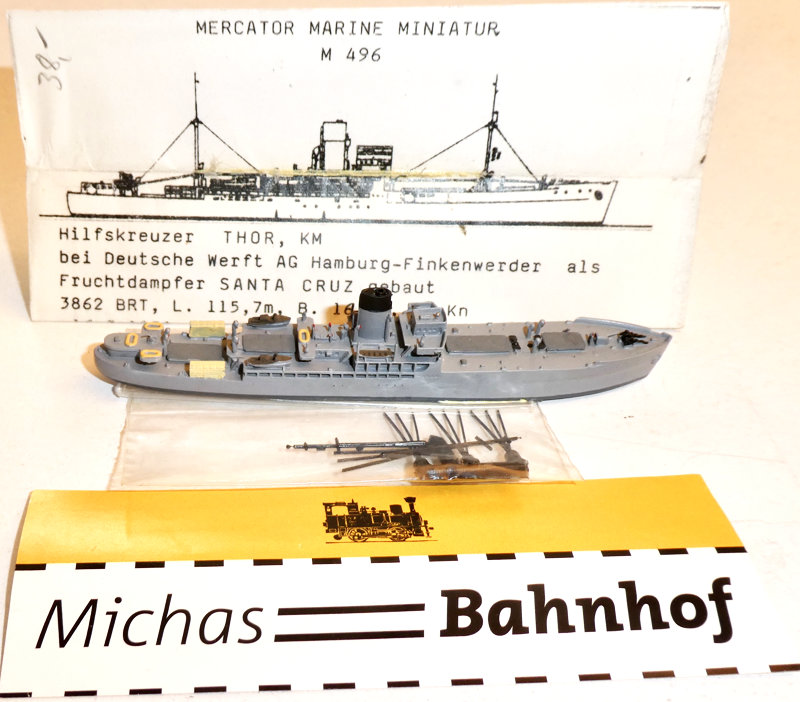 38,-
MERCATOR MARINE MINIATUR
M 496
Hilfskreuzer THOR, KM
bei Deutsche Werft AG Hamburg-Finkenwerder als
Fruchtdampfer SANTA CRUZ gebaut
3862 BRT, L. 115,7m, B. Kn
Michas Bahnhof